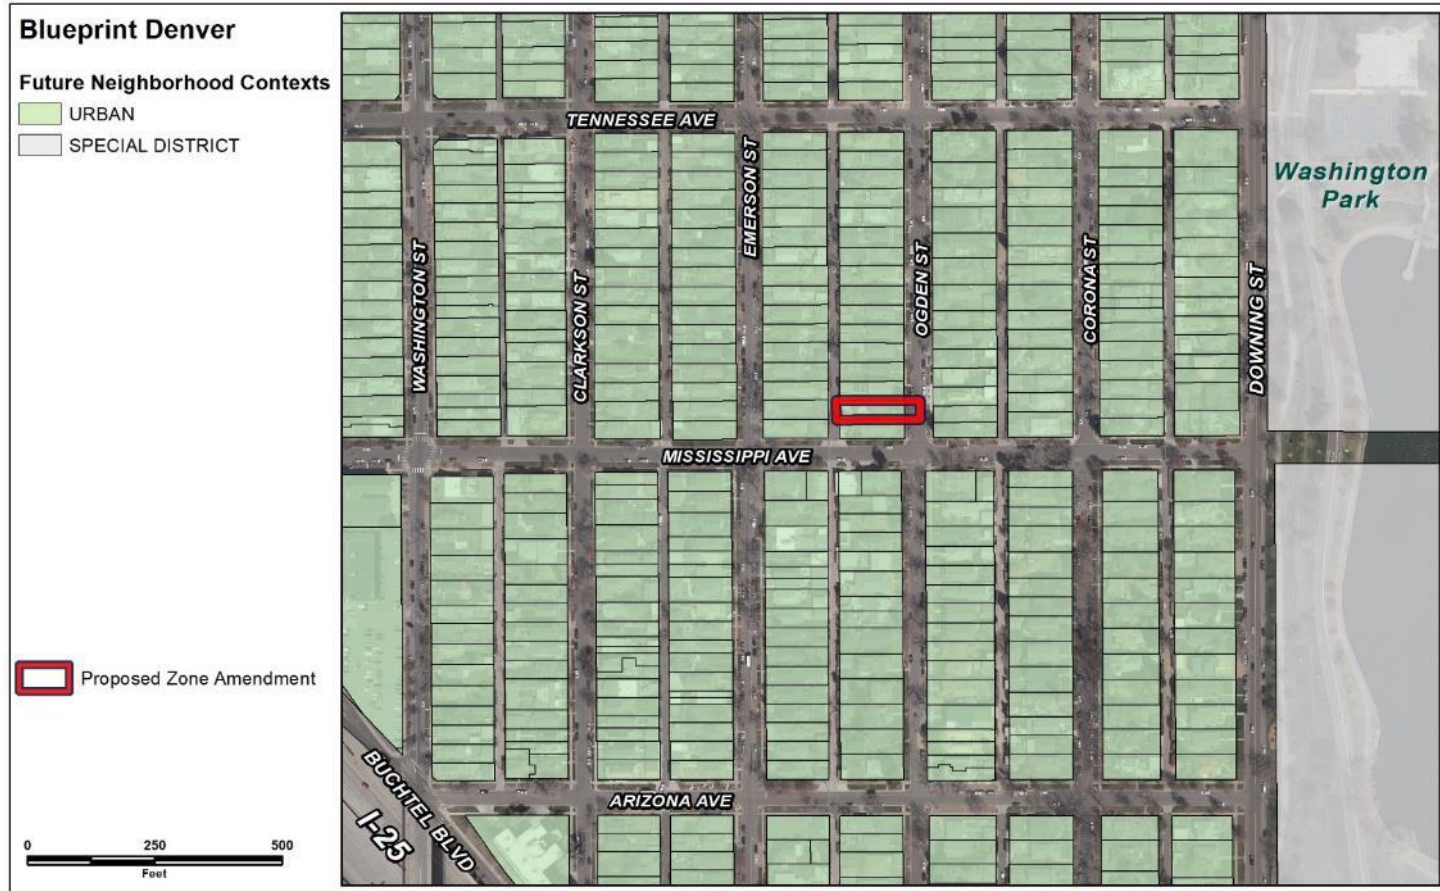 Blueprint Denver
Future Neighborhood Contexts
URBAN
SPECIAL DISTRICT
Proposed Zone Amendment
0 250 500
Feet
TENNESSEE AVE
Washington
Park
WASHINGTON ST
CLARKSON ST
EMERSON ST
OGDEN ST
CORONA ST
DOWNING ST
MISSISSIPPI AVE
BUCHTEL BLVD
I-25
ARIZONA AVE